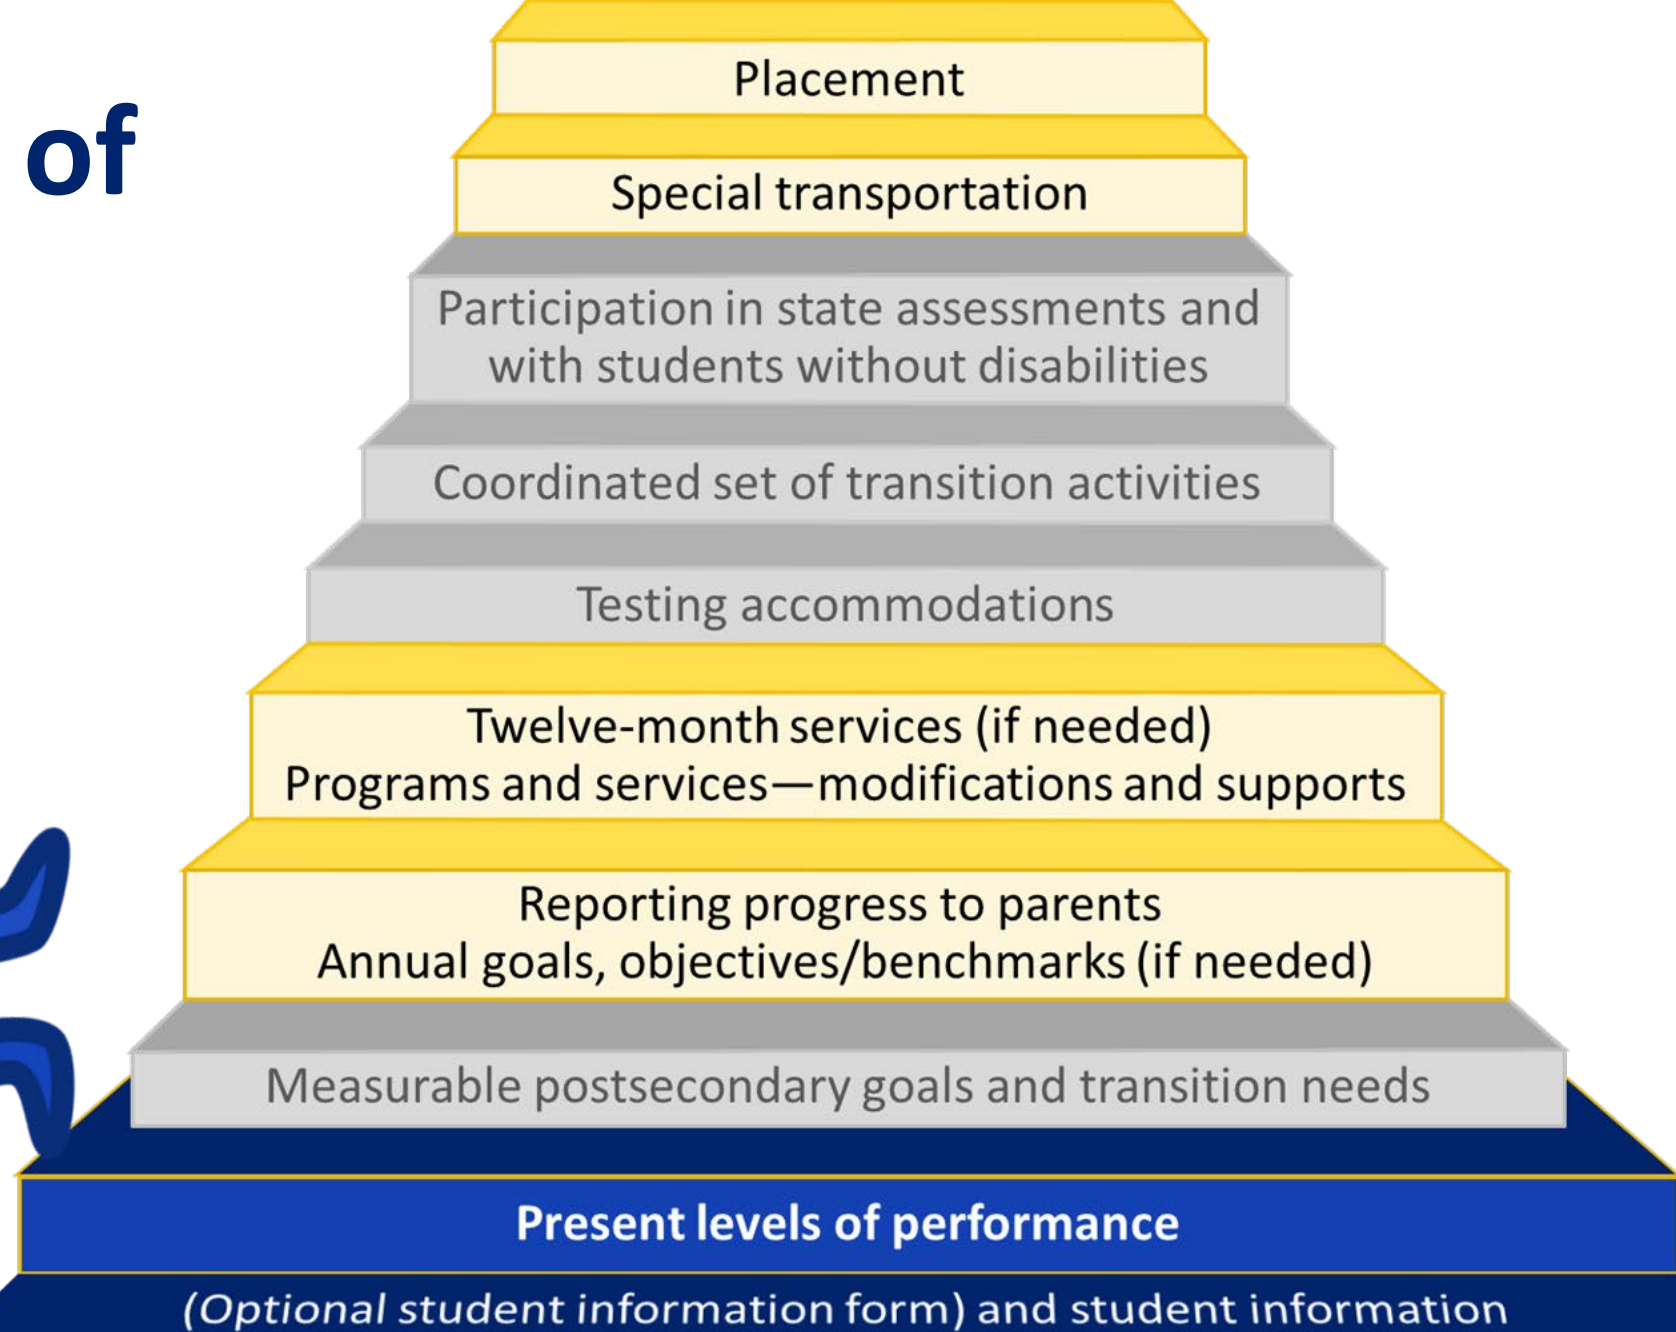 of
Placement
Special transportation
Participation in state assessments and
with students without disabilities
Coordinated set of transition activities
Testing accommodations
Twelve-month services (if needed)
Programs and services—modifications and supports
Reporting progress to parents
Annual goals, objectives/benchmarks (if needed)
Measurable postsecondary goals and transition needs
Present levels of performance
(Optional student information form) and student information